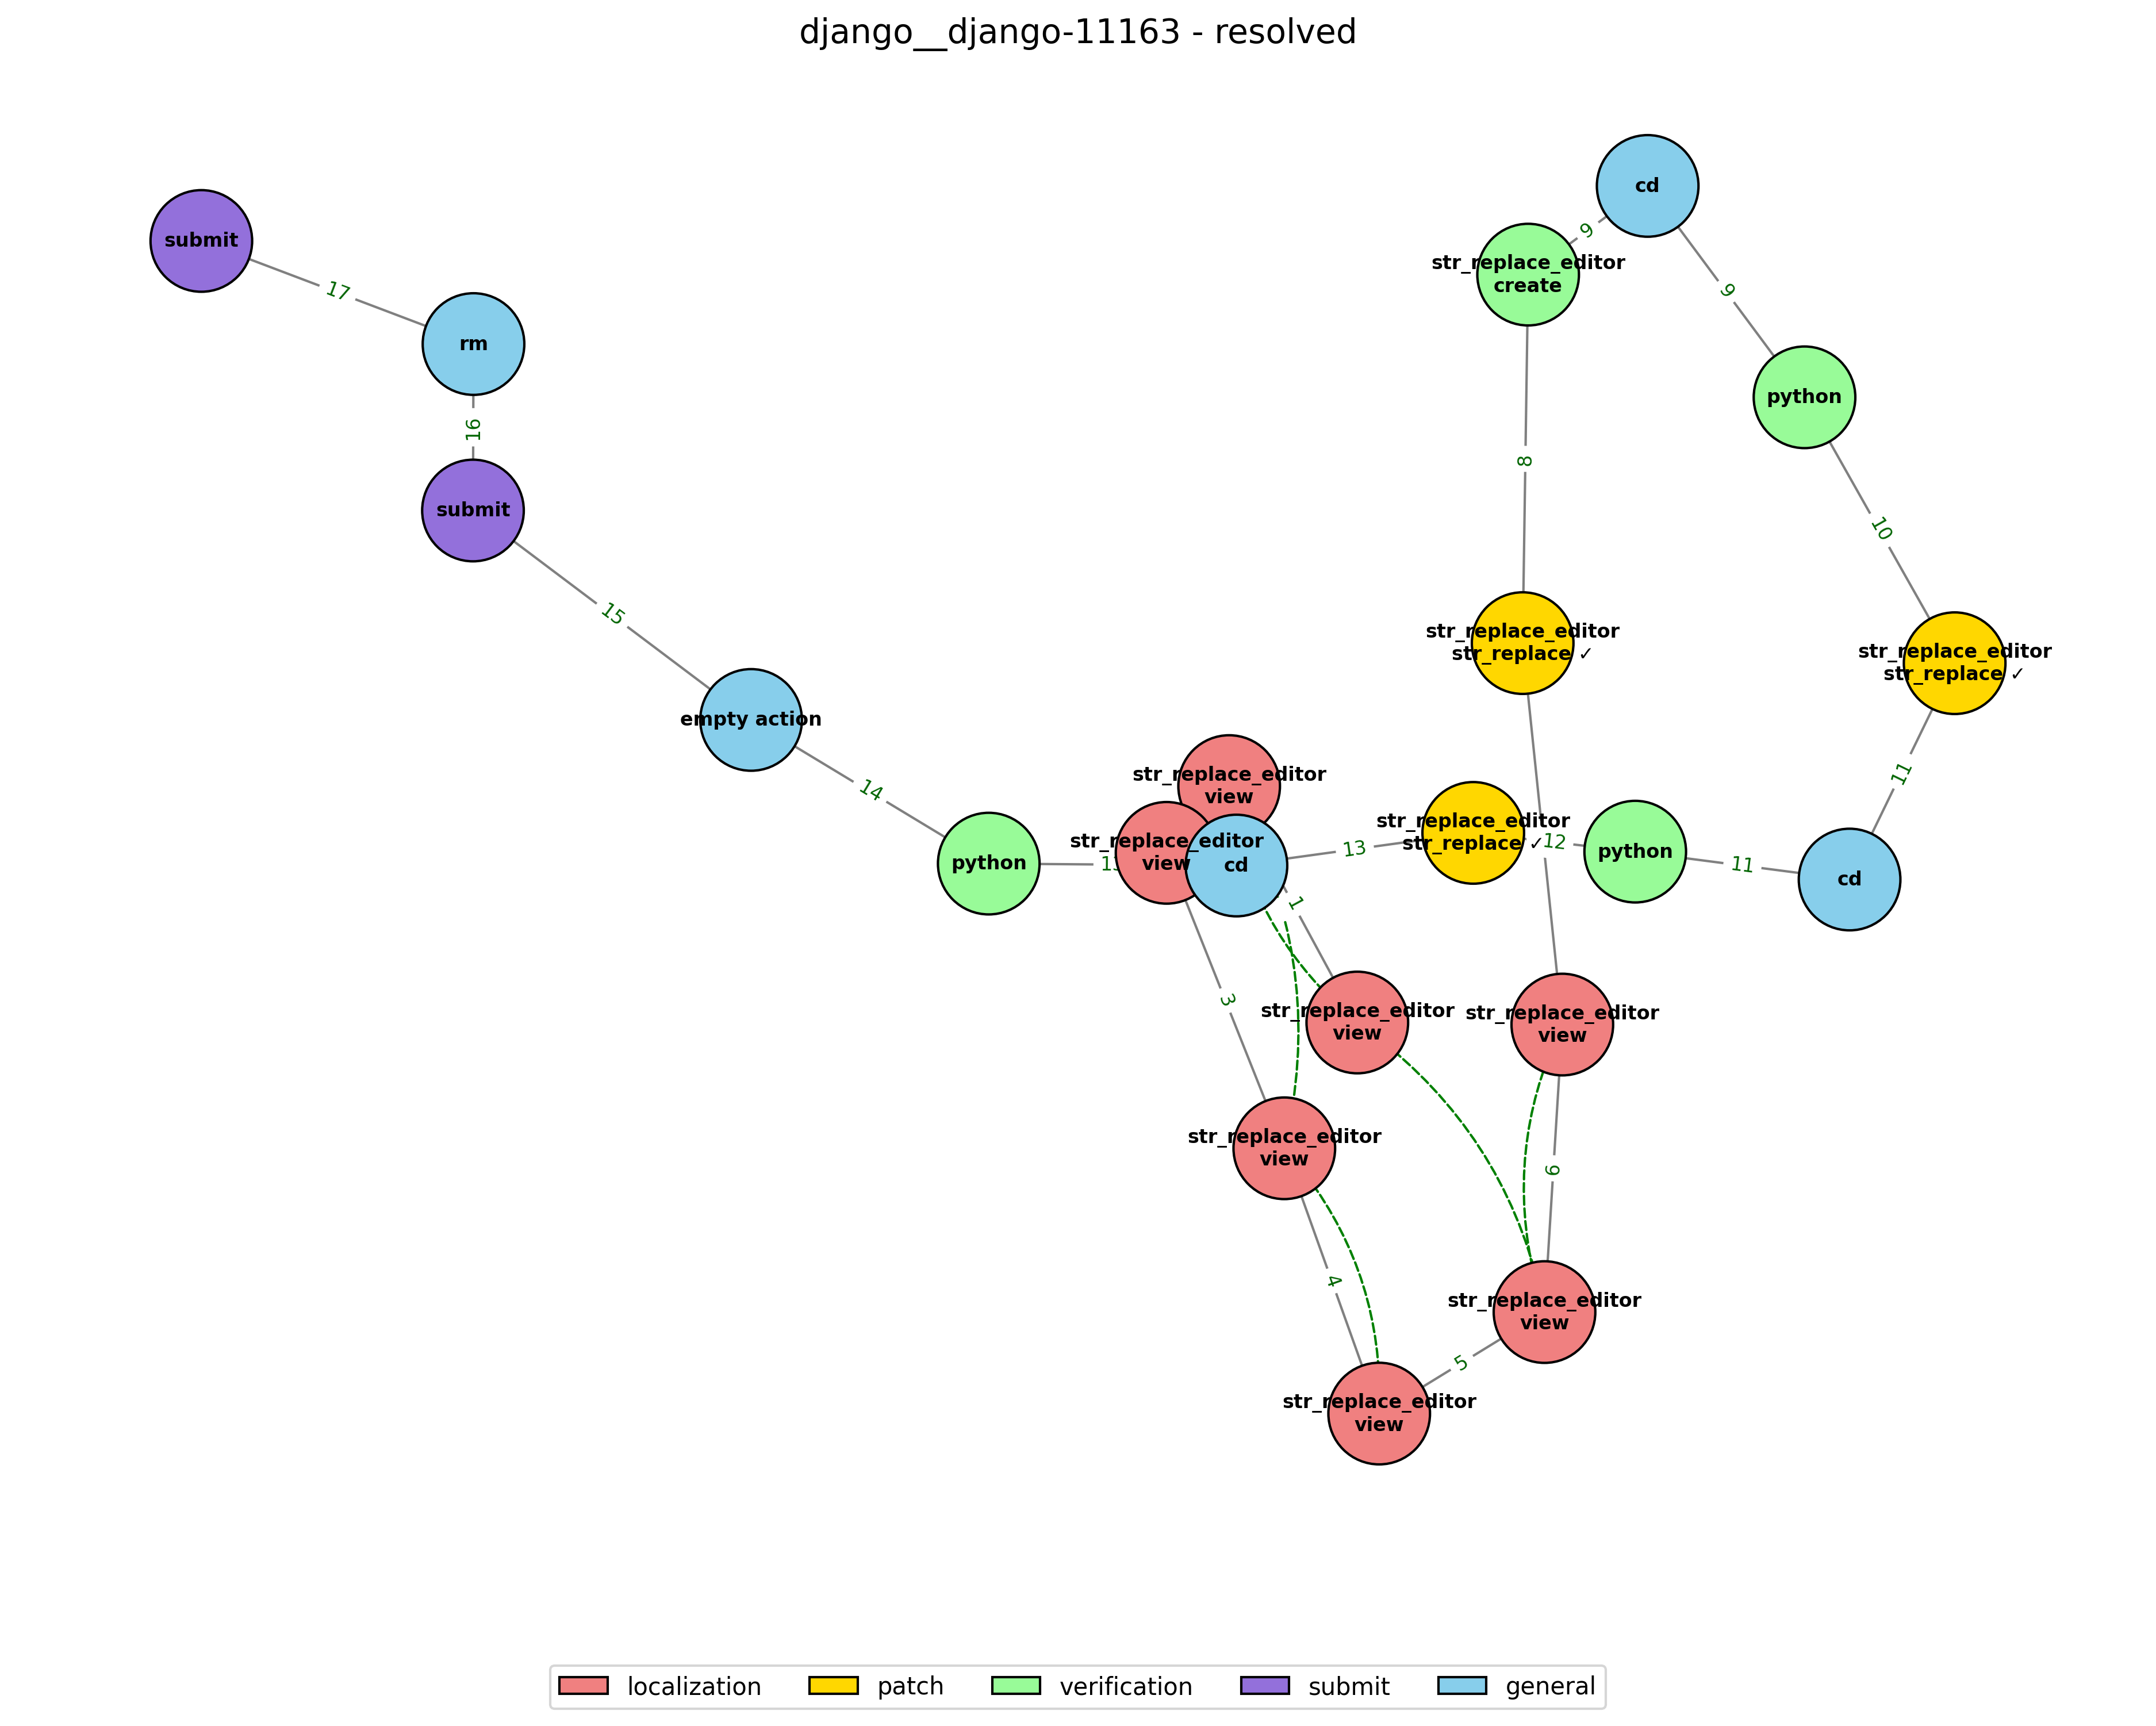 django__django-11163 - resolved
cd
submit
9
str_replace_editor
create
9
17
rm
python
16
8
submit
10
15
str_replace_editor
str_replace ✓
str_replace_editor
str_replace ✓
empty action
11
str_replace_editor
view
14
str_replace_editor
str_replace ✓
12
python
11
cd
13
str_replace_editor
view
cd
python
1
3
str_replace_editor
view
str_replace_editor
view
str_replace_editor
view
6
4
str_replace_editor
view
5
str_replace_editor
view
localization
patch
verification
submit
general